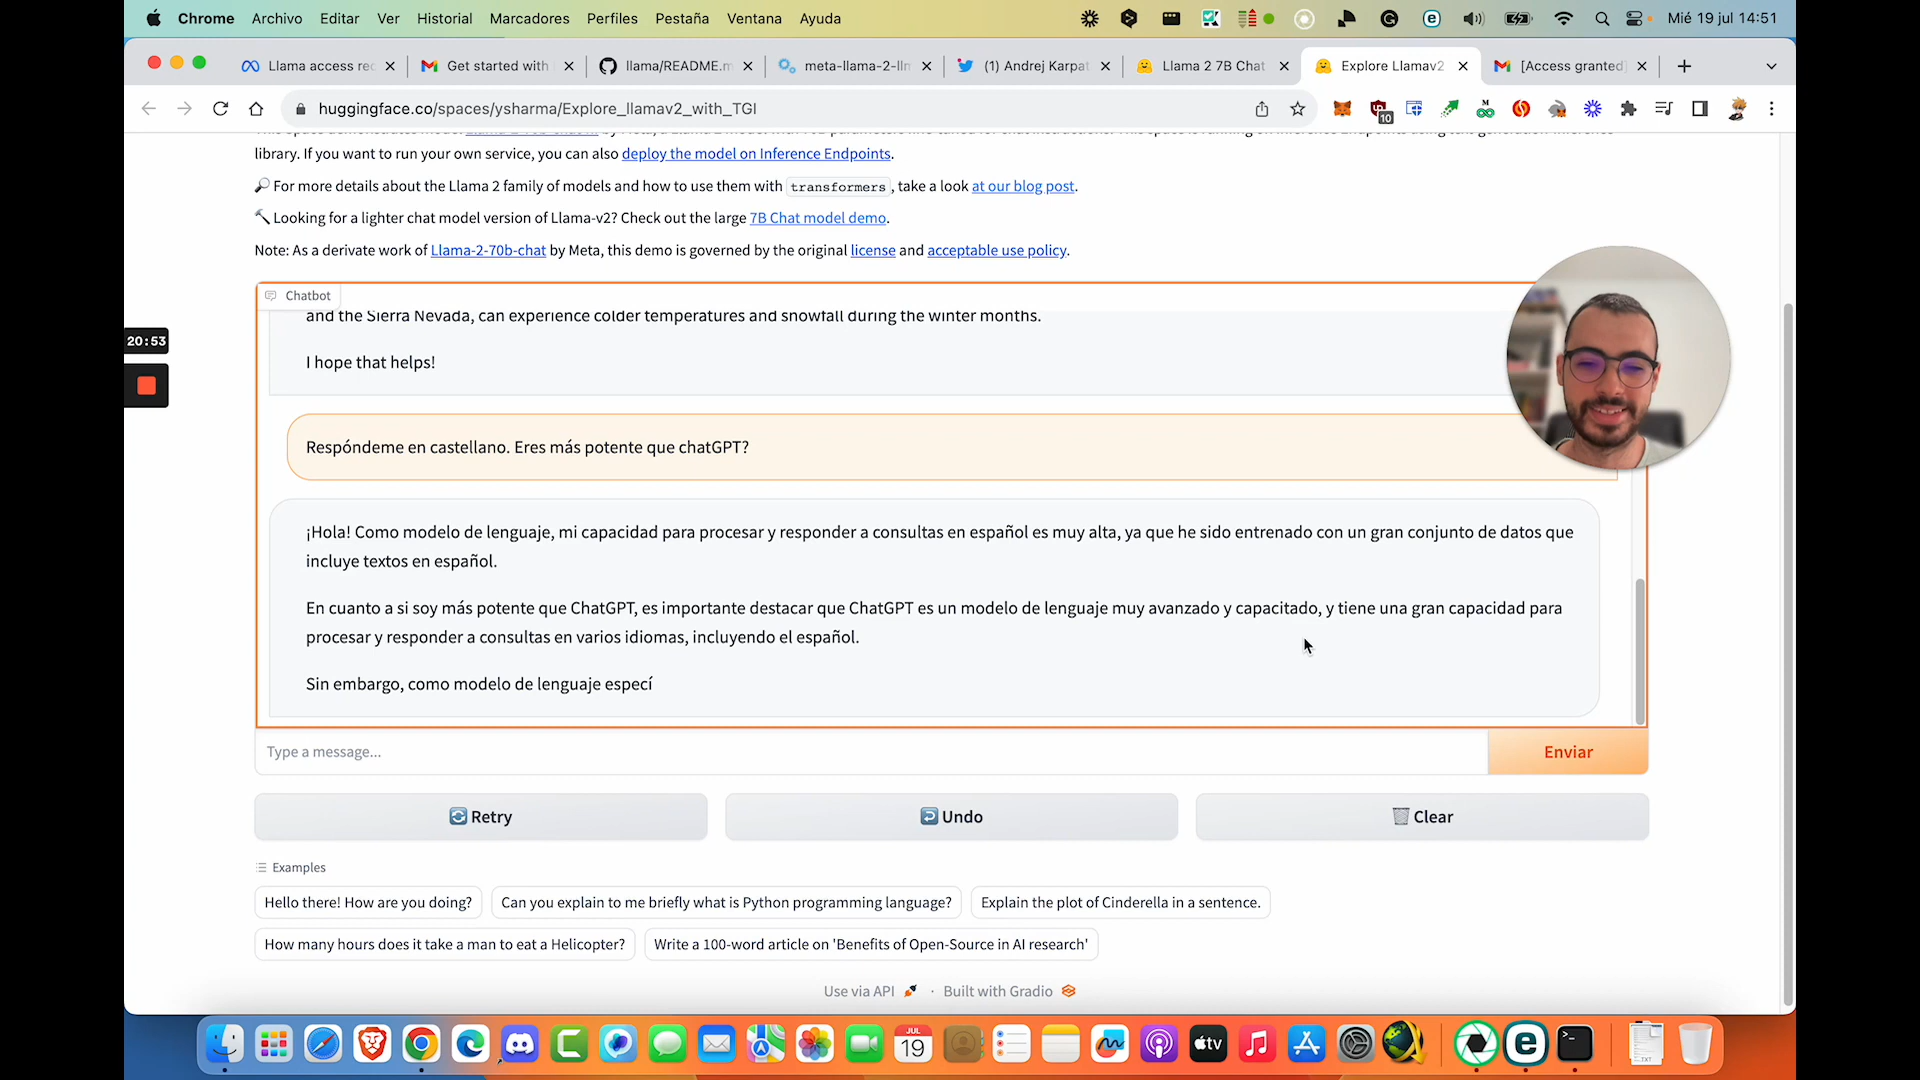 Chrome Archivo Editar Ver Historial Marcadores Perfiles Pestaña Ventana Ayuda Mié 19 jul 14:51
Llama access rec Get started with llama/README.m meta-llama-2-lln (1) Andrej Karpat Llama 2 7B Chat Explore Llamav2 [Access granted]
huggingface.co/spaces/ysharma/Explore_llamav2_with_TGI 10
library. If you want to run your own service, you can also deploy the model on Inference Endpoints.
For more details about the Llama 2 family of models and how to use them with transformers, take a look at our blog post.
Looking for a lighter chat model version of Llama-v2? Check out the large 7B Chat model demo.
Note: As a derivate work of Llama-2-70b-chat by Meta, this demo is governed by the original license and acceptable use policy.
Chatbot
and the Sierra Nevada, can experience colder temperatures and snowfall during the winter months.
20:53
I hope that helps!
Respóndeme en castellano. Eres más potente que chatGPT?
¡Hola! Como modelo de lenguaje, mi capacidad para procesar y responder a consultas en español es muy alta, ya que he sido entrenado con un gran conjunto de datos que
incluye textos en español.
En cuanto a si soy más potente que ChatGPT, es importante destacar que ChatGPT es un modelo de lenguaje muy avanzado y capacitado, y tiene una gran capacidad para
procesar y responder a consultas en varios idiomas, incluyendo el español.
Sin embargo, como modelo de lenguaje especí
Type a message... Enviar
Retry Undo Clear
Examples
Hello there! How are you doing? Can you explain to me briefly what is Python programming language? Explain the plot of Cinderella in a sentence.
How many hours does it take a man to eat a Helicopter? Write a 100-word article on 'Benefits of Open-Source in AI research'
Use via API · Built with Gradio
JUL
19
tv
TXT